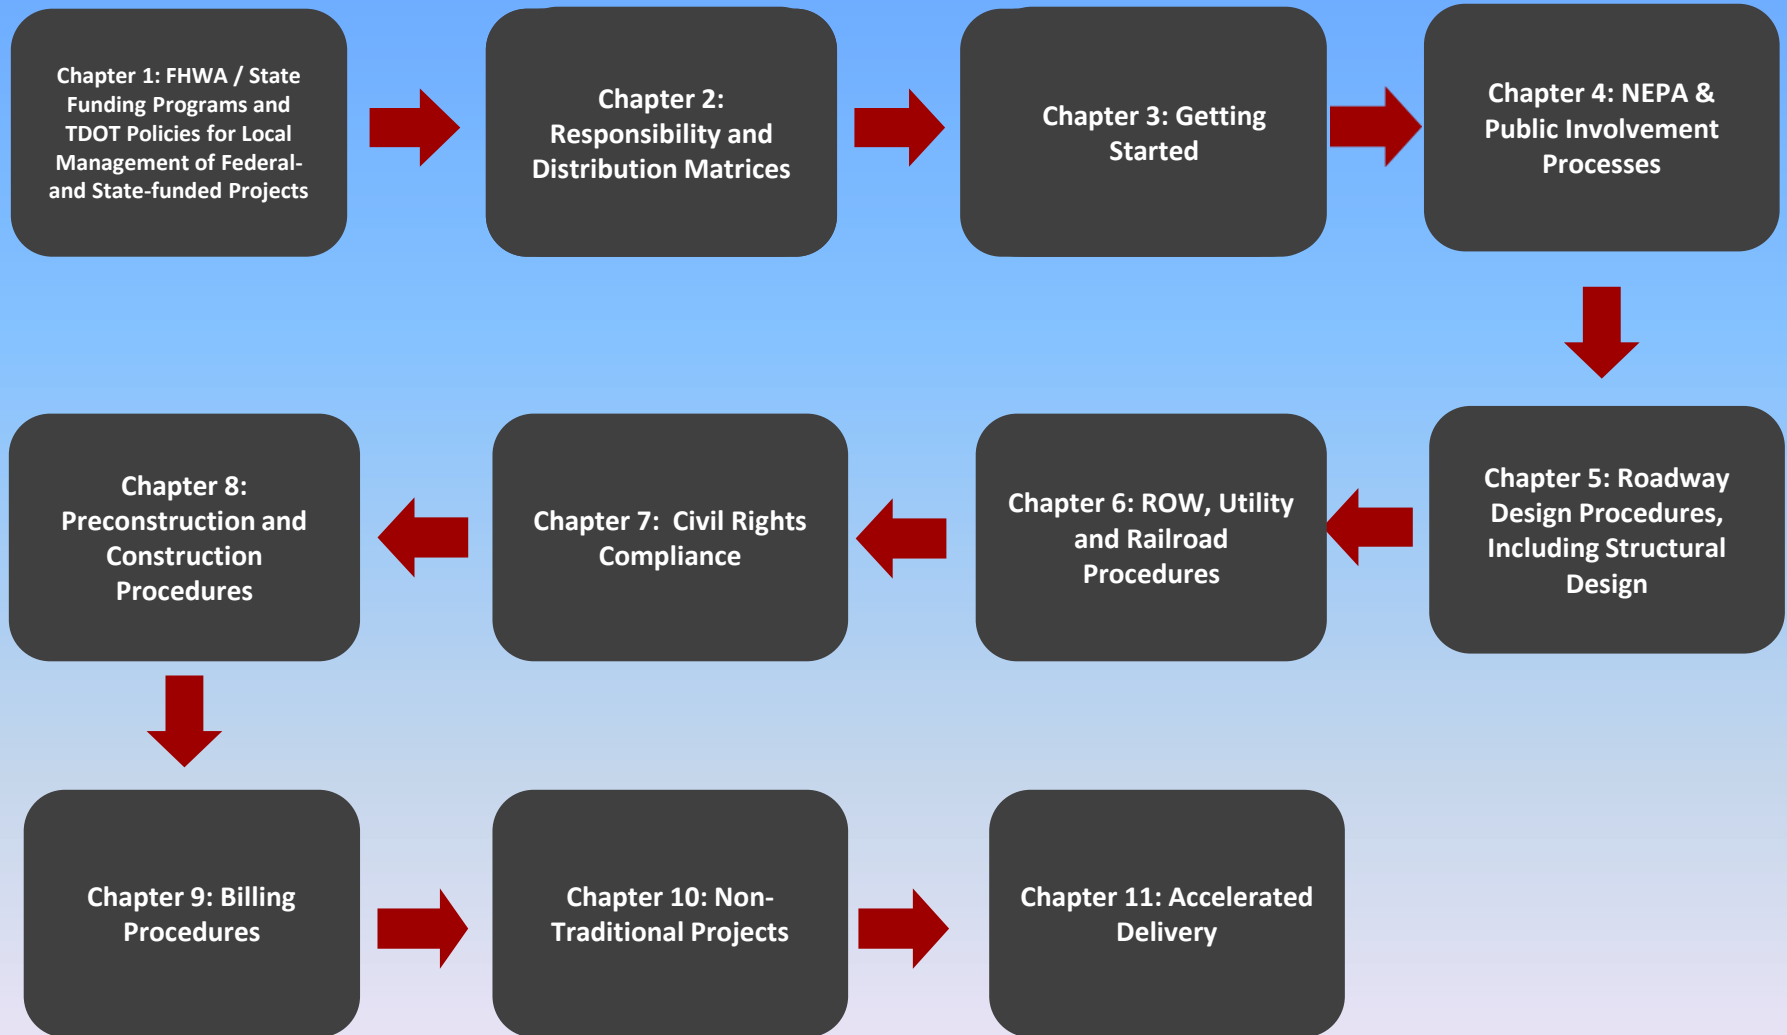 Chapter 1: FHWA / State
Funding Programs and
TDOT Policies for Local
Management of Federal-
and State-funded Projects
Chapter 2:
Responsibility and
Distribution Matrices
Chapter 3: Getting
Started
Chapter 4: NEPA &
Public Involvement
Processes
Chapter 5: Roadway
Design Procedures,
Including Structural
Design
Chapter 6: ROW, Utility
and Railroad
Procedures
Chapter 7:  Civil Rights
Compliance
Chapter 8:
Preconstruction and
Construction
Procedures
Chapter 9: Billing
Procedures
Chapter 10: Non-
Traditional Projects
Chapter 11: Accelerated
Delivery